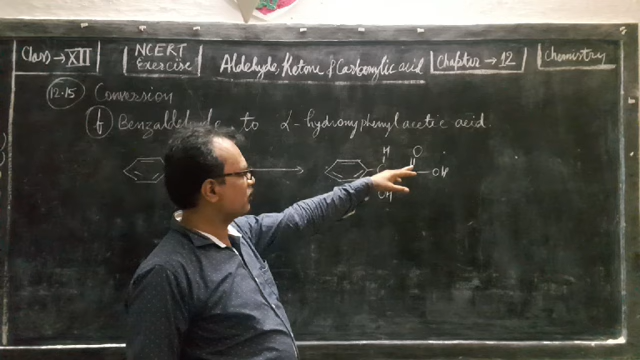 Class → XII
NCERT
Exercise
Aldehyde, Ketone & Carboxylic acid
Chapter → 12
Chemistry
12.15 Conversion
f Benzaldehyde to α-hydroxyphenylacetic acid.
H O
OH
OH